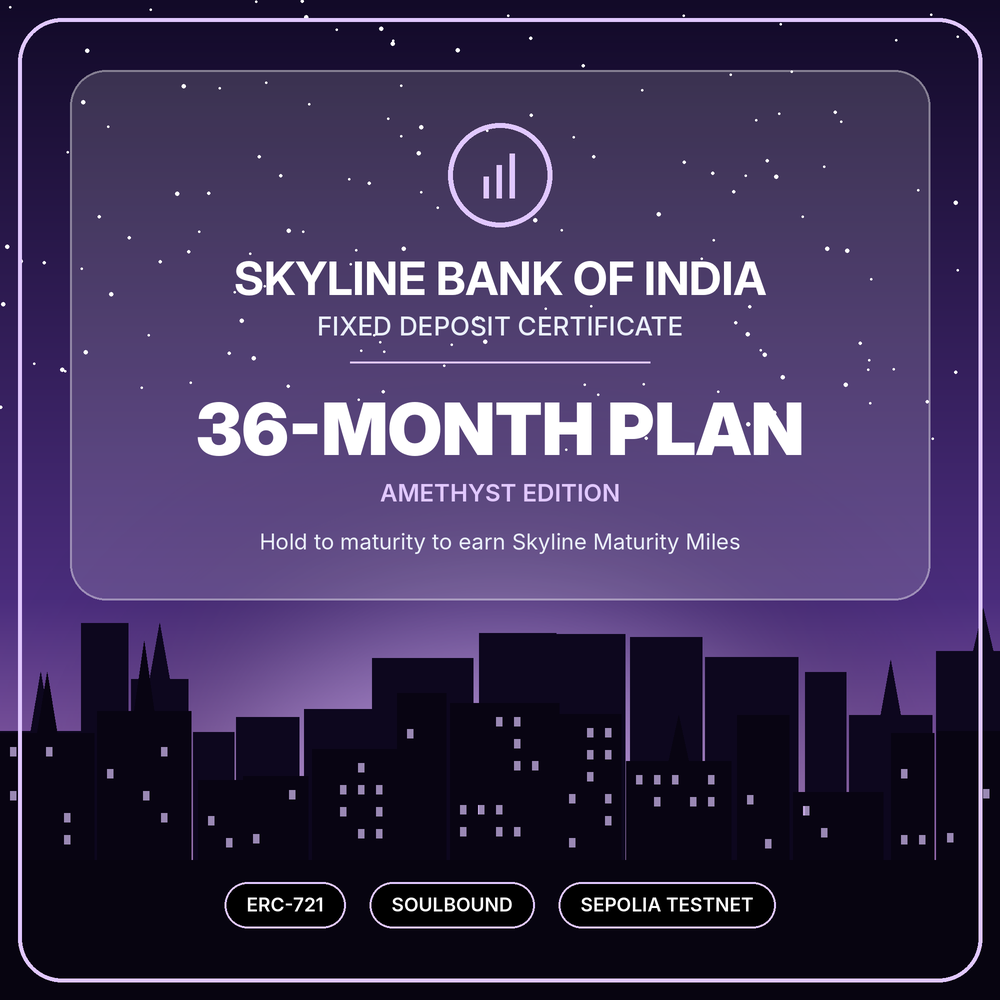 SKYLINE BANK OF INDIA
FIXED DEPOSIT CERTIFICATE
36-MONTH PLAN
AMETHYST EDITION
Hold to maturity to earn Skyline Maturity Miles
ERC-721
SOULBOUND
SEPOLIA TESTNET